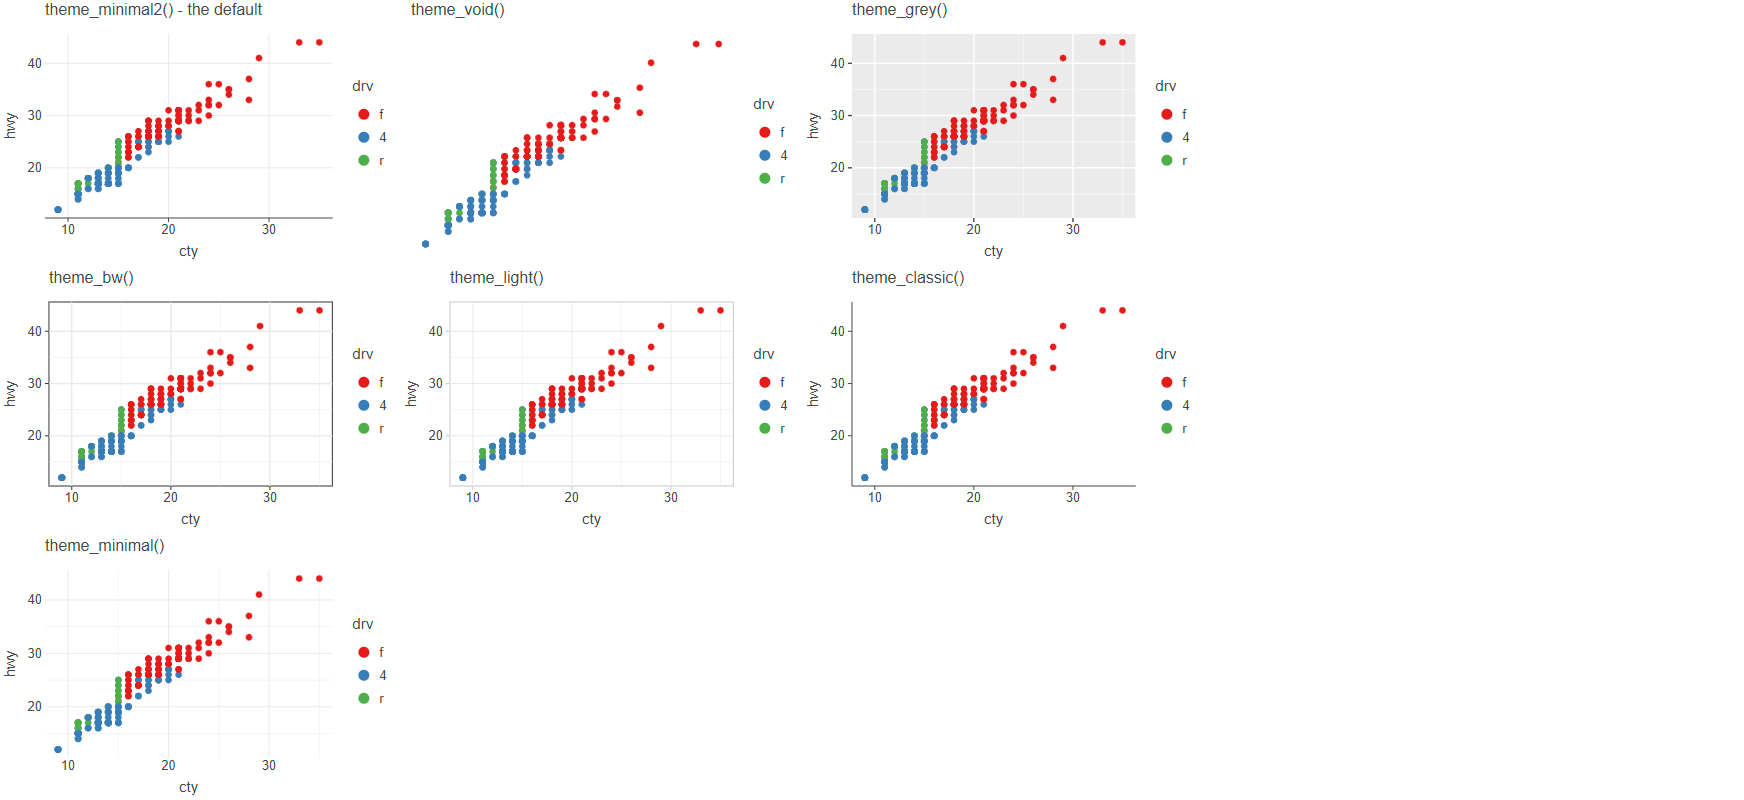 theme_minimal2() - the default
hwy
40
30
20
10
20
30
cty
drv
f
4
r
theme_void()
drv
f
4
r
theme_grey()
hwy
40
30
20
10
20
30
cty
drv
f
4
r
theme_bw()
hwy
40
30
20
10
20
30
cty
drv
f
4
r
theme_light()
hwy
40
30
20
10
20
30
cty
drv
f
4
r
theme_classic()
hwy
40
30
20
10
20
30
cty
drv
f
4
r
theme_minimal()
hwy
40
30
20
10
20
30
cty
drv
f
4
r